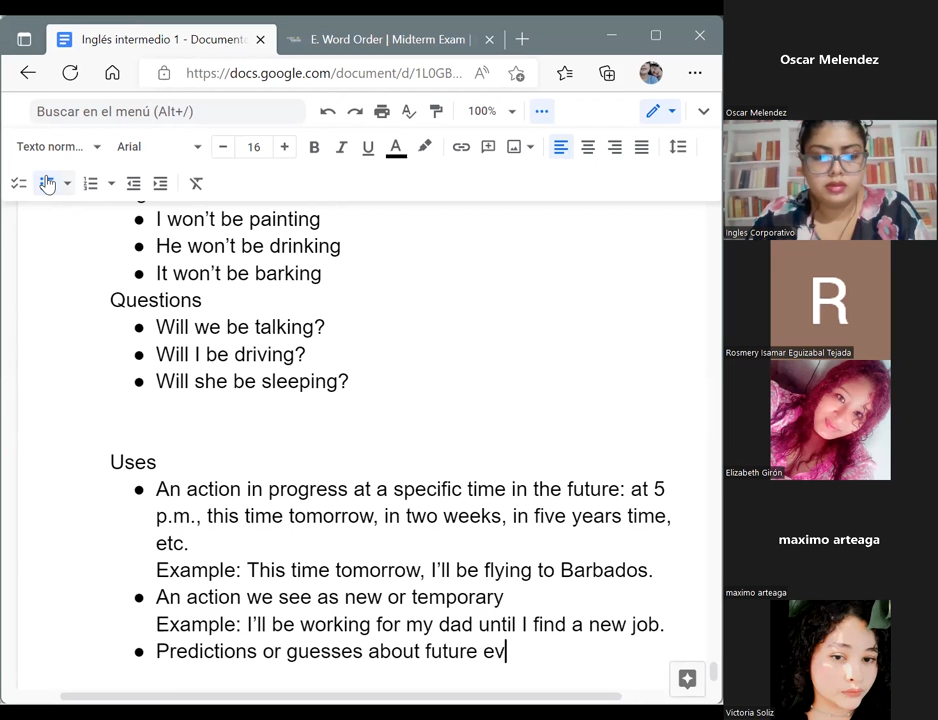 Inglés intermedio 1 - Documento
E. Word Order | Midterm Exam |
https://docs.google.com/document/d/1L0GB...
Buscar en el menú (Alt+/)
100%
Texto norm...
Arial
16
I won't be painting
He won't be drinking
It won't be barking
Questions
Will we be talking?
Will I be driving?
Will she be sleeping?
Uses
An action in progress at a specific time in the future: at 5
p.m., this time tomorrow, in two weeks, in five years time,
etc.
Example: This time tomorrow, I'll be flying to Barbados.
An action we see as new or temporary
Example: I'll be working for my dad until I find a new job.
Predictions or guesses about future ev
Oscar Melendez
Oscar Melendez
Ingles Corporativo
R
Rosmery Isamar Eguizabal Tejada
Elizabeth Girón
maximo arteaga
maximo arteaga
Victoria Soliz